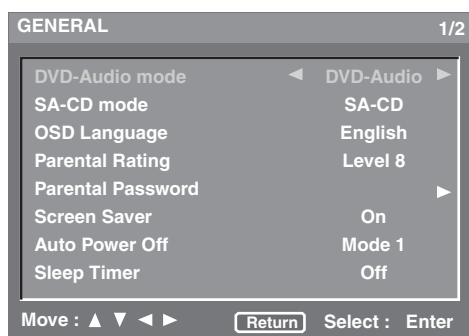 GENERAL 1/2
DVD-Audio mode ◀ DVD-Audio ▶
SA-CD mode SA-CD
OSD Language English
Parental Rating Level 8
Parental Password ▶
Screen Saver On
Auto Power Off Mode 1
Sleep Timer Off
Move : ▲ ▼ ◀ ▶ Return Select : Enter